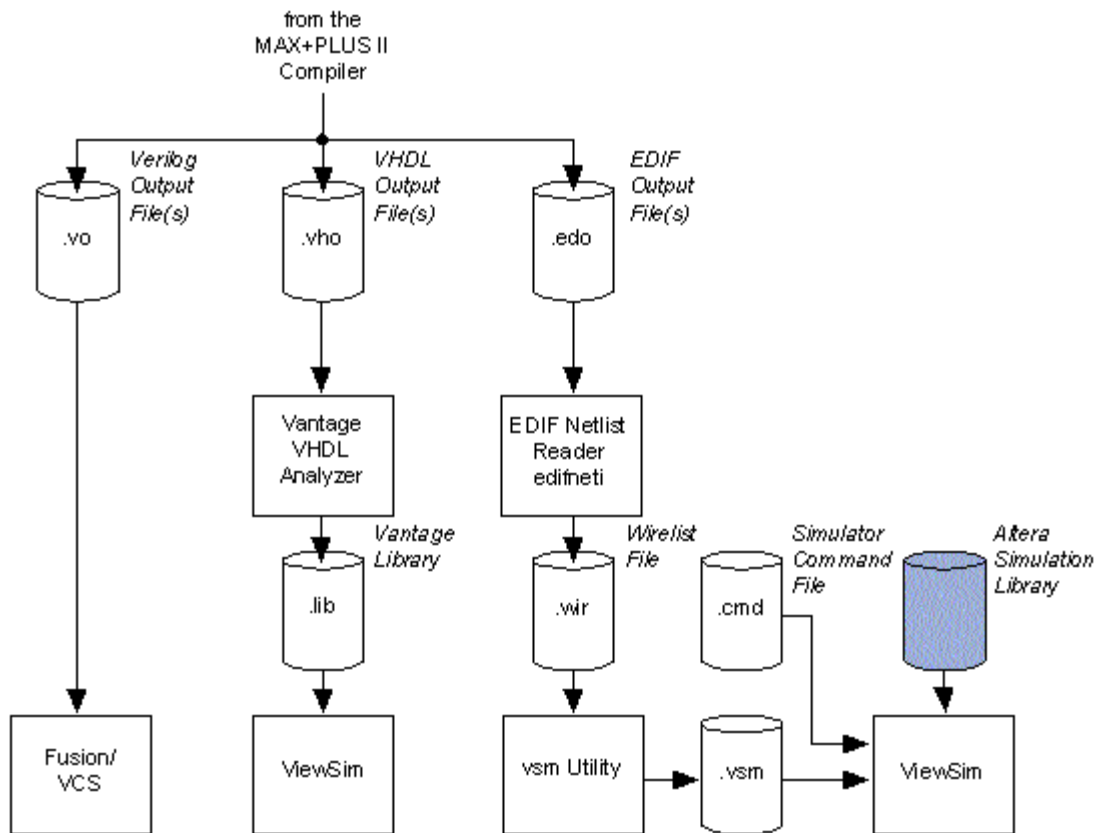 from the
MAX+PLUS II
Compiler
Verilog
Output
File(s)
VHDL
Output
File(s)
EDIF
Output
File(s)
.vo
.vho
.edo
Vantage
VHDL
Analyzer
EDIF Netlist
Reader
edifneti
Vantage
Library
Wirelist
File
Simulator
Command
File
Altera
Simulation
Library
.lib
.wir
.cmd
Fusion/
VCS
ViewSim
vsm Utility
.vsm
ViewSim